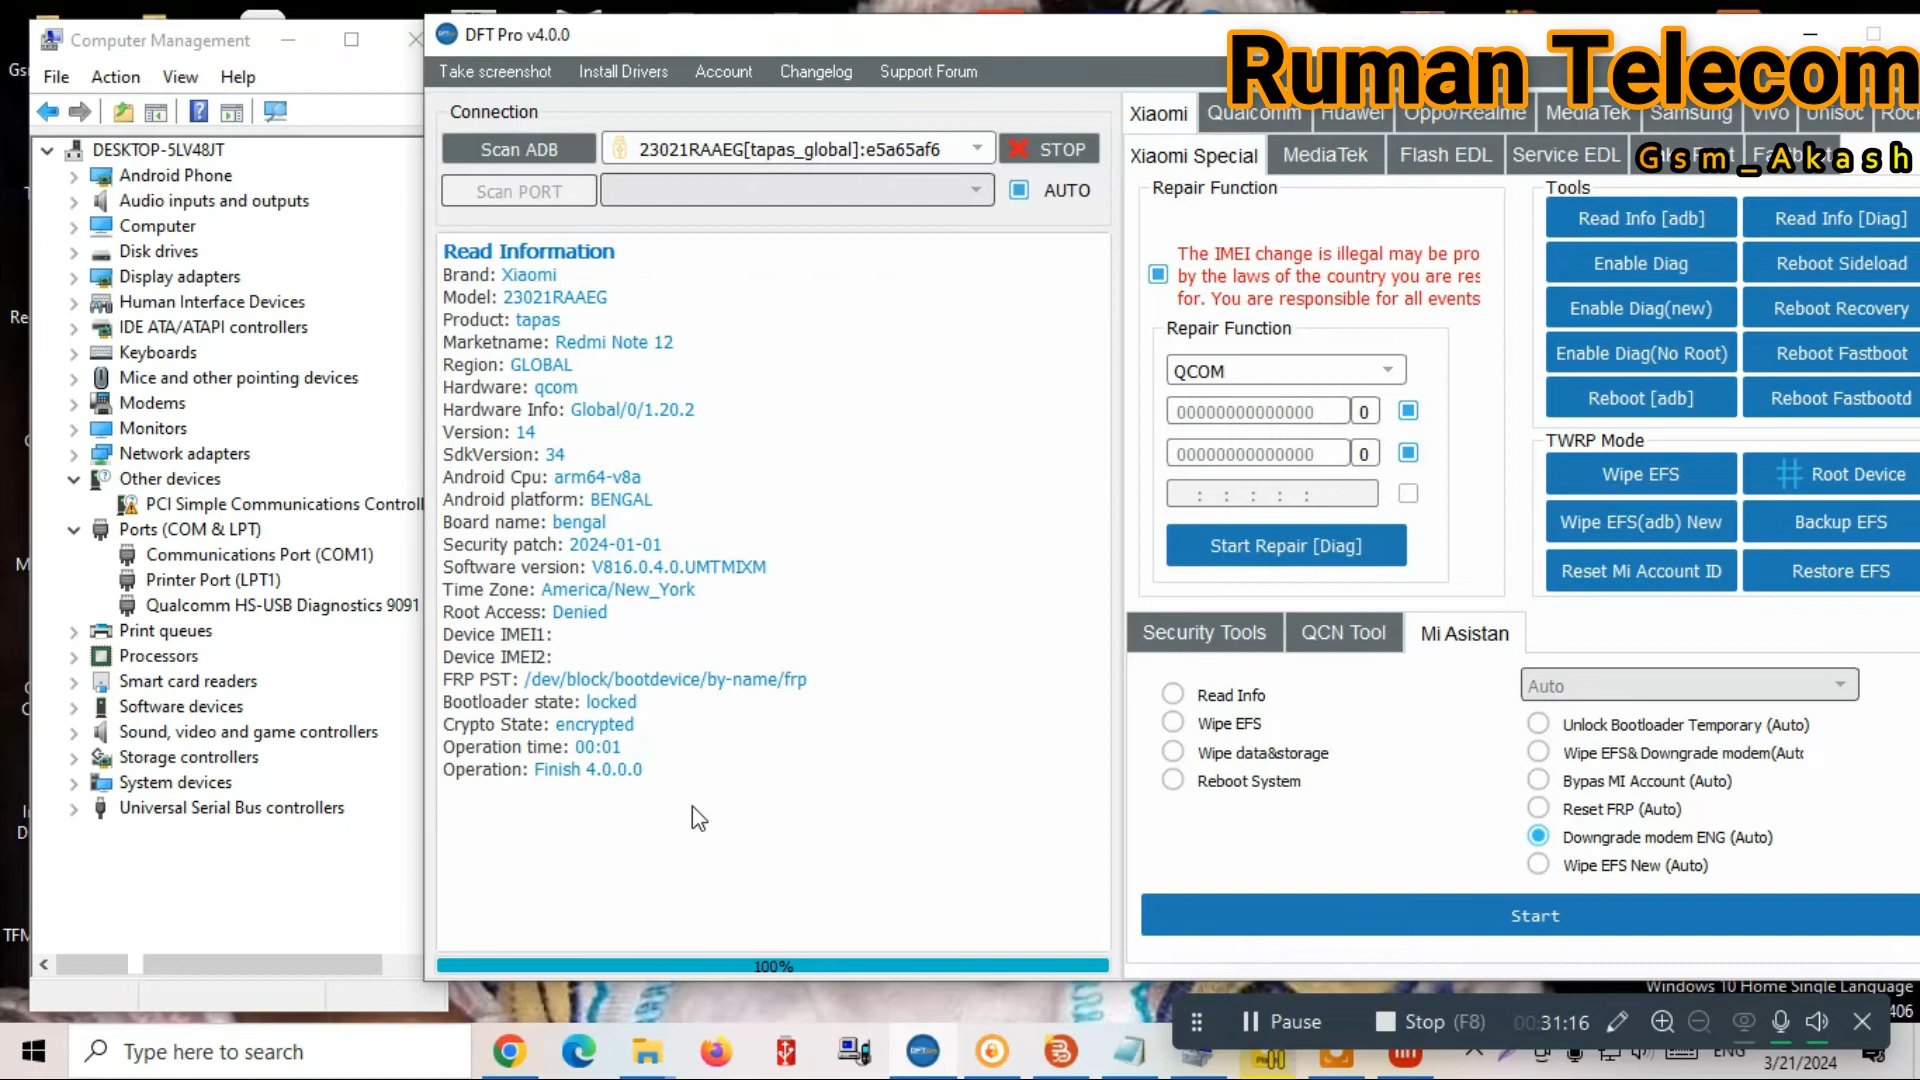 Ruman Telecom
Gsm_Akash
Computer Management
File Action View Help
DESKTOP-5LV48JT
Android Phone
Audio inputs and outputs
Computer
Disk drives
Display adapters
Human Interface Devices
IDE ATA/ATAPI controllers
Keyboards
Mice and other pointing devices
Modems
Monitors
Network adapters
Other devices
PCI Simple Communications Controll
Ports (COM & LPT)
Communications Port (COM1)
Printer Port (LPT1)
Qualcomm HS-USB Diagnostics 9091
Print queues
Processors
Smart card readers
Software devices
Sound, video and game controllers
Storage controllers
System devices
Universal Serial Bus controllers
DFT Pro v4.0.0
Take screenshot Install Drivers Account Changelog Support Forum
Connection
Scan ADB 23021RAAEG[tapas_global]:e5a65af6 STOP
Scan PORT AUTO
Read Information
Brand: Xiaomi
Model: 23021RAAEG
Product: tapas
Marketname: Redmi Note 12
Region: GLOBAL
Hardware: qcom
Hardware Info: Global/0/1.20.2
Version: 14
SdkVersion: 34
Android Cpu: arm64-v8a
Android platform: BENGAL
Board name: bengal
Security patch: 2024-01-01
Software version: V816.0.4.0.UMTMIXM
Time Zone: America/New_York
Root Access: Denied
Device IMEI1:
Device IMEI2:
FRP PST: /dev/block/bootdevice/by-name/frp
Bootloader state: locked
Crypto State: encrypted
Operation time: 00:01
Operation: Finish 4.0.0.0
100%
Xiaomi Qualcomm Huawei Oppo/Realme MediaTek Samsung Vivo Unisoc Roc
Xiaomi Special MediaTek Flash EDL Service EDL
Repair Function
The IMEI change is illegal may be pro
by the laws of the country you are res
for. You are responsible for all events
Repair Function
QCOM
00000000000000 0
00000000000000 0
: : : : :
Start Repair [Diag]
Tools
Read Info [adb] Read Info [Diag]
Enable Diag Reboot Sideload
Enable Diag(new) Reboot Recovery
Enable Diag(No Root) Reboot Fastboot
Reboot [adb] Reboot Fastbootd
TWRP Mode
Wipe EFS Root Device
Wipe EFS(adb) New Backup EFS
Reset Mi Account ID Restore EFS
Security Tools QCN Tool Mi Asistan
Read Info
Wipe EFS
Wipe data&storage
Reboot System
Auto
Unlock Bootloader Temporary (Auto)
Wipe EFS& Downgrade modem(Autc
Bypas MI Account (Auto)
Reset FRP (Auto)
Downgrade modem ENG (Auto)
Wipe EFS New (Auto)
Start
Windows 10 Home Single Language
Pause Stop (F8) 00:31:16
Type here to search
ENG
3/21/2024